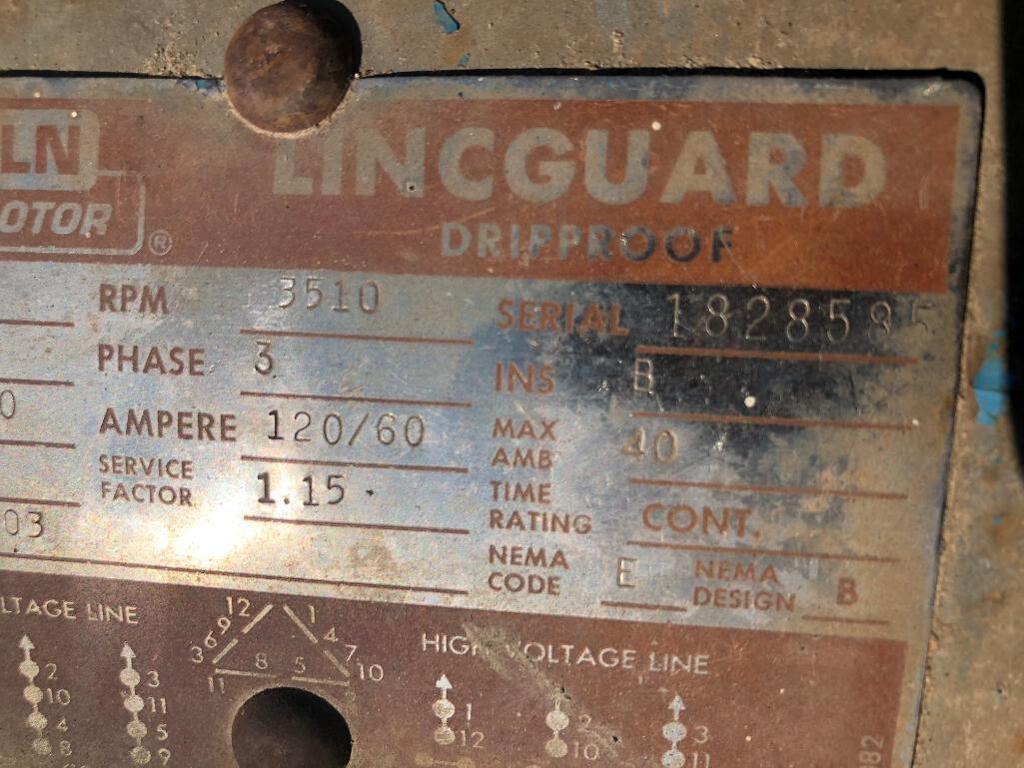 LN LINCGUARD
OTOR ® DRIPPROOF
RPM 3510 SERIAL 1828585
PHASE 3 INS B
0 AMPERE 120/60 MAX AMB 40
SERVICE FACTOR 1.15 TIME RATING CONT.
03 NEMA CODE E NEMA DESIGN B
LTAGE LINE 12 1 HIGH VOLTAGE LINE
6-9 4
3 8 5 7
11 10
2 3 1 2 3
10 11 12 10 11
4 5
8 9
82